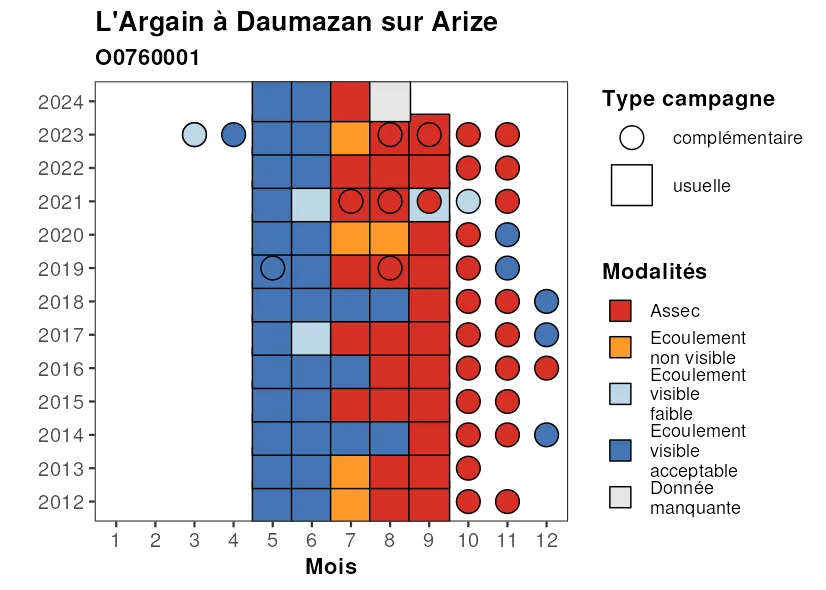 L'Argain à Daumazan sur Arize
O0760001
2024
2023
2022
2021
2020
2019
2018
2017
2016
2015
2014
2013
2012
1 2 3 4 5 6 7 8 9 10 11 12
Mois
Type campagne
complémentaire
usuelle
Modalités
Assec
Ecoulement
non visible
Ecoulement
visible
faible
Ecoulement
visible
acceptable
Donnée
manquante